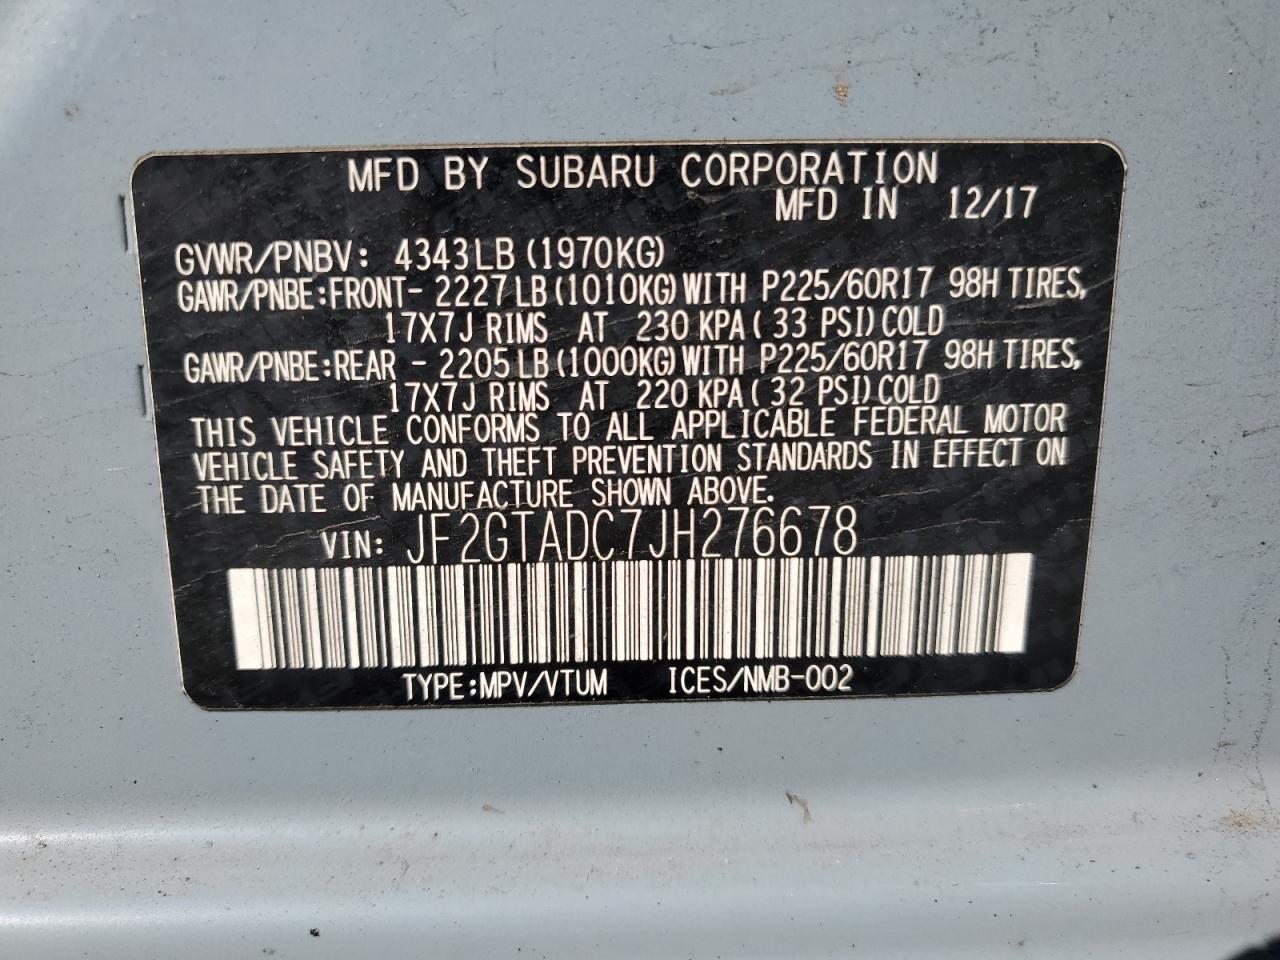 MFD BY SUBARU CORPORATION
MFD IN 12/17
GVWR/PNBV: 4343LB (1970KG)
GAWR/PNBE:FRONT- 2227LB (1010KG) WITH P225/60R17 98H TIRES,
17X7J RIMS AT 230 KPA ( 33 PSI) COLD
GAWR/PNBE:REAR - 2205LB (1000KG) WITH P225/60R17 98H TIRES,
17X7J RIMS AT 220 KPA ( 32 PSI) COLD
THIS VEHICLE CONFORMS TO ALL APPLICABLE FEDERAL MOTOR
VEHICLE SAFETY AND THEFT PREVENTION STANDARDS IN EFFECT ON
THE DATE OF MANUFACTURE SHOWN ABOVE.
VIN: JF2GTADC7JH276678
TYPE:MPV/VTUM ICES/NMB-002